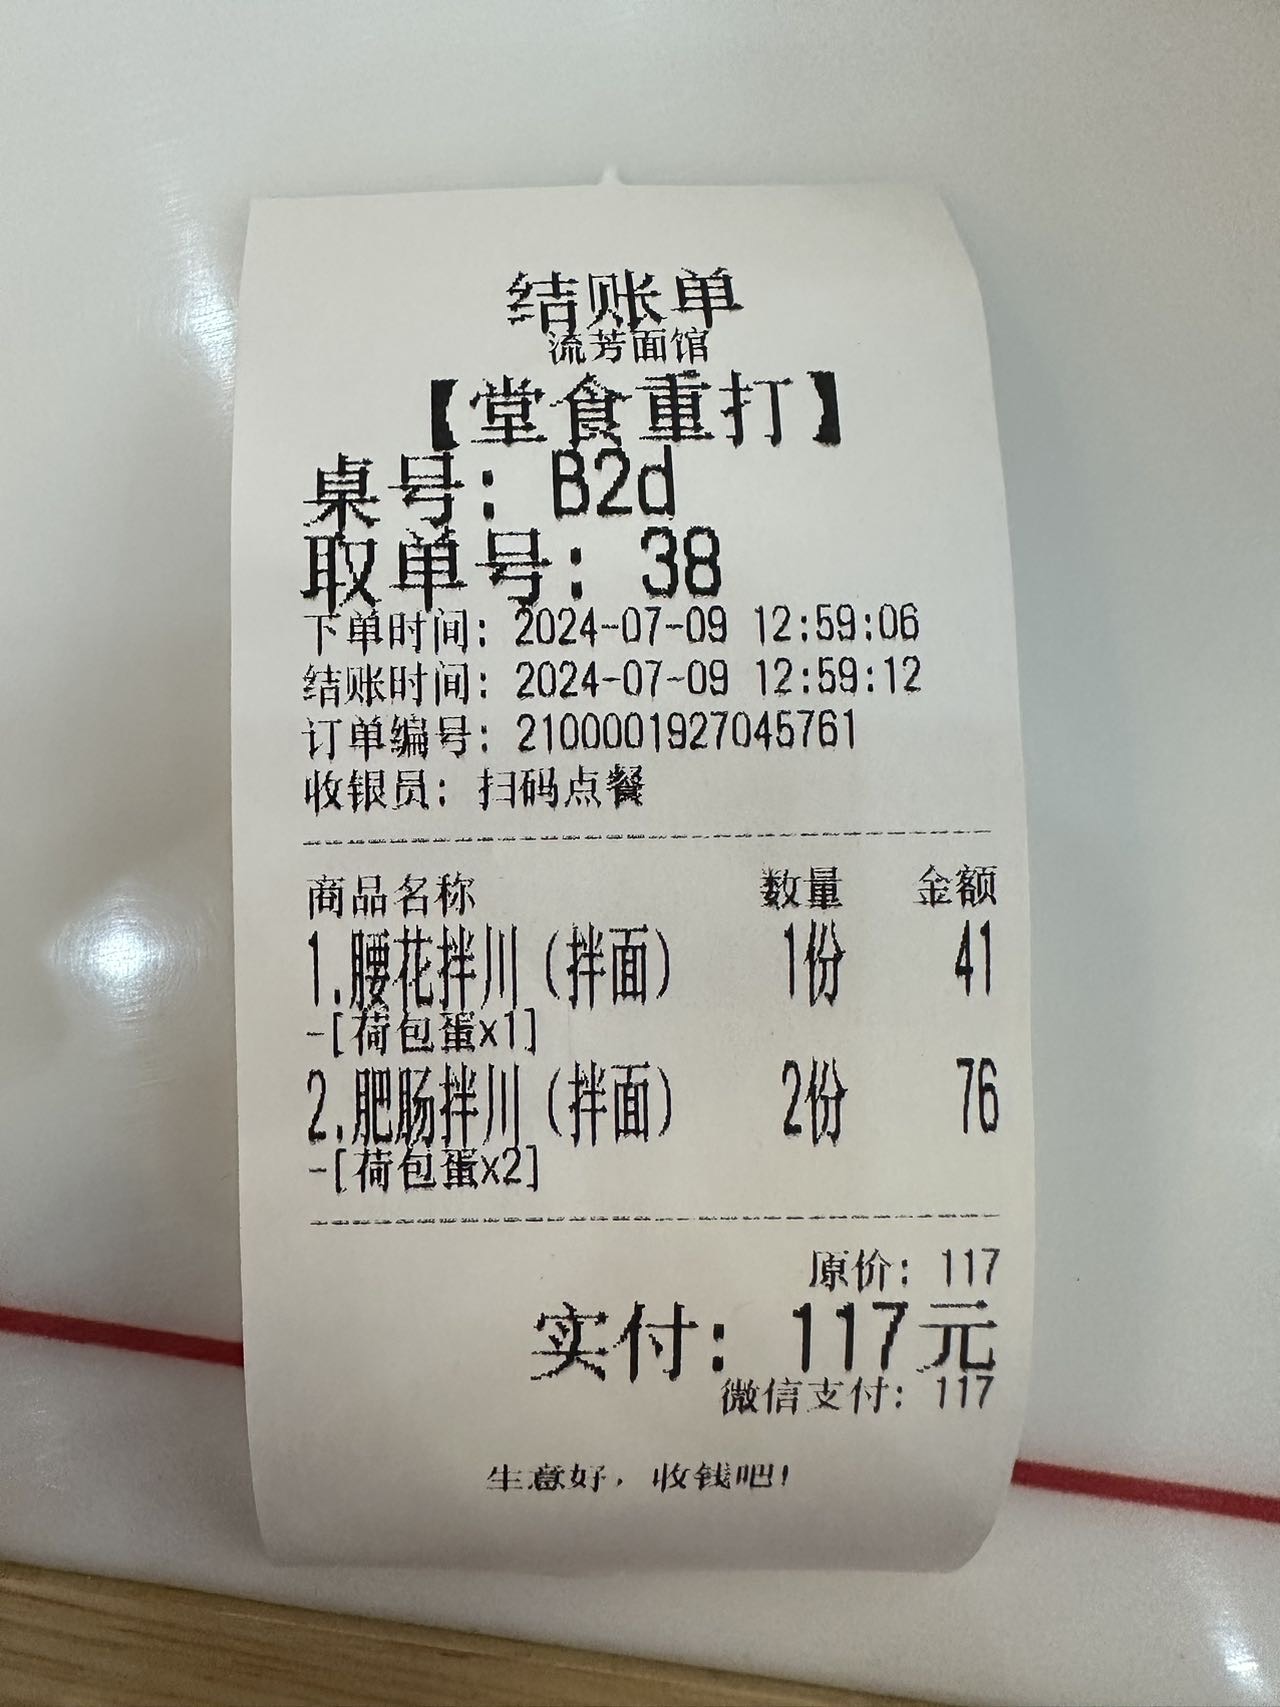 结账单
流芳面馆
【堂食重打】
桌号：B2d
取单号：38
下单时间：2024-07-09 12:59:06
结账时间：2024-07-09 12:59:12
订单编号：2100001927045761
收银员：扫码点餐
商品名称 数量 金额
1.腰花拌川（拌面） 1份 41
-[荷包蛋x1]
2.肥肠拌川（拌面） 2份 76
-[荷包蛋x2]
原价：117
实付：117元
微信支付：117
生意好，收钱吧！